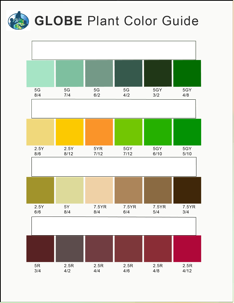 GLOBE Plant Color Guide
5G 5G 5G 5G 5GY 5GY
8/4 7/4 6/2 4/2 3/2 4/8
2.5Y 2.5Y 5YR 5GY 5GY 5GY
8/6 8/12 7/12 7/12 6/10 5/10
2.5Y 5Y 7.5YR 7.5YR 7.5YR 7.5YR
6/8 8/4 8/4 6/4 5/4 3/4
5R 2.5R 2.5R 2.5R 2.5R 2.5R
3/4 4/2 4/4 4/6 4/8 4/12